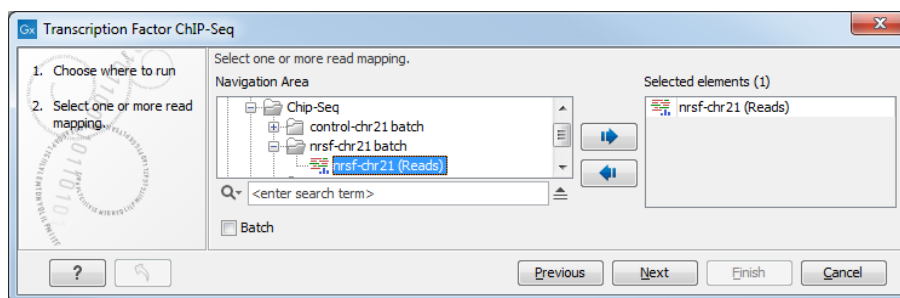 Gx Transcription Factor ChIP-Seq
X
1. Choose where to run
2. Select one or more read
mapping.
Select one or more read mapping.
Navigation Area
Chip-Seq
control-chr21 batch
nrsf-chr21 batch
nrsf-chr21 (Reads)
<enter search term>
Batch
Selected elements (1)
nrsf-chr21 (Reads)
?
Previous
Next
Finish
Cancel